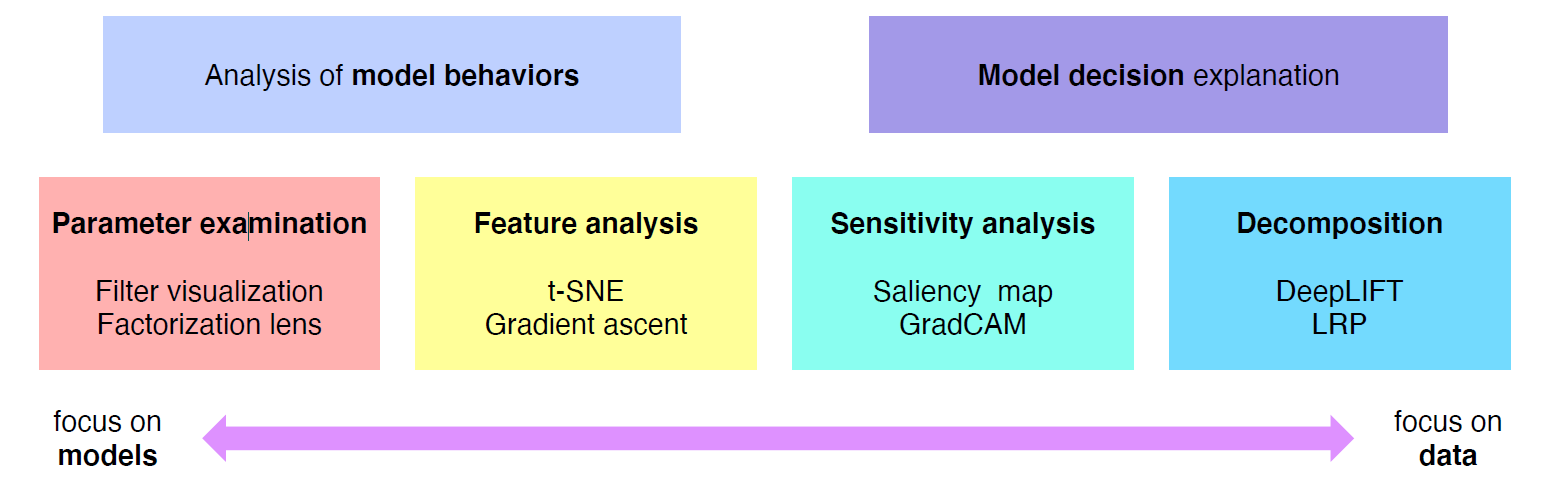 Analysis of model behaviors
Model decision explanation
Parameter examination
Filter visualization
Factorization lens
Feature analysis
t-SNE
Gradient ascent
Sensitivity analysis
Saliency map
GradCAM
Decomposition
DeepLIFT
LRP
focus on
models
focus on
data